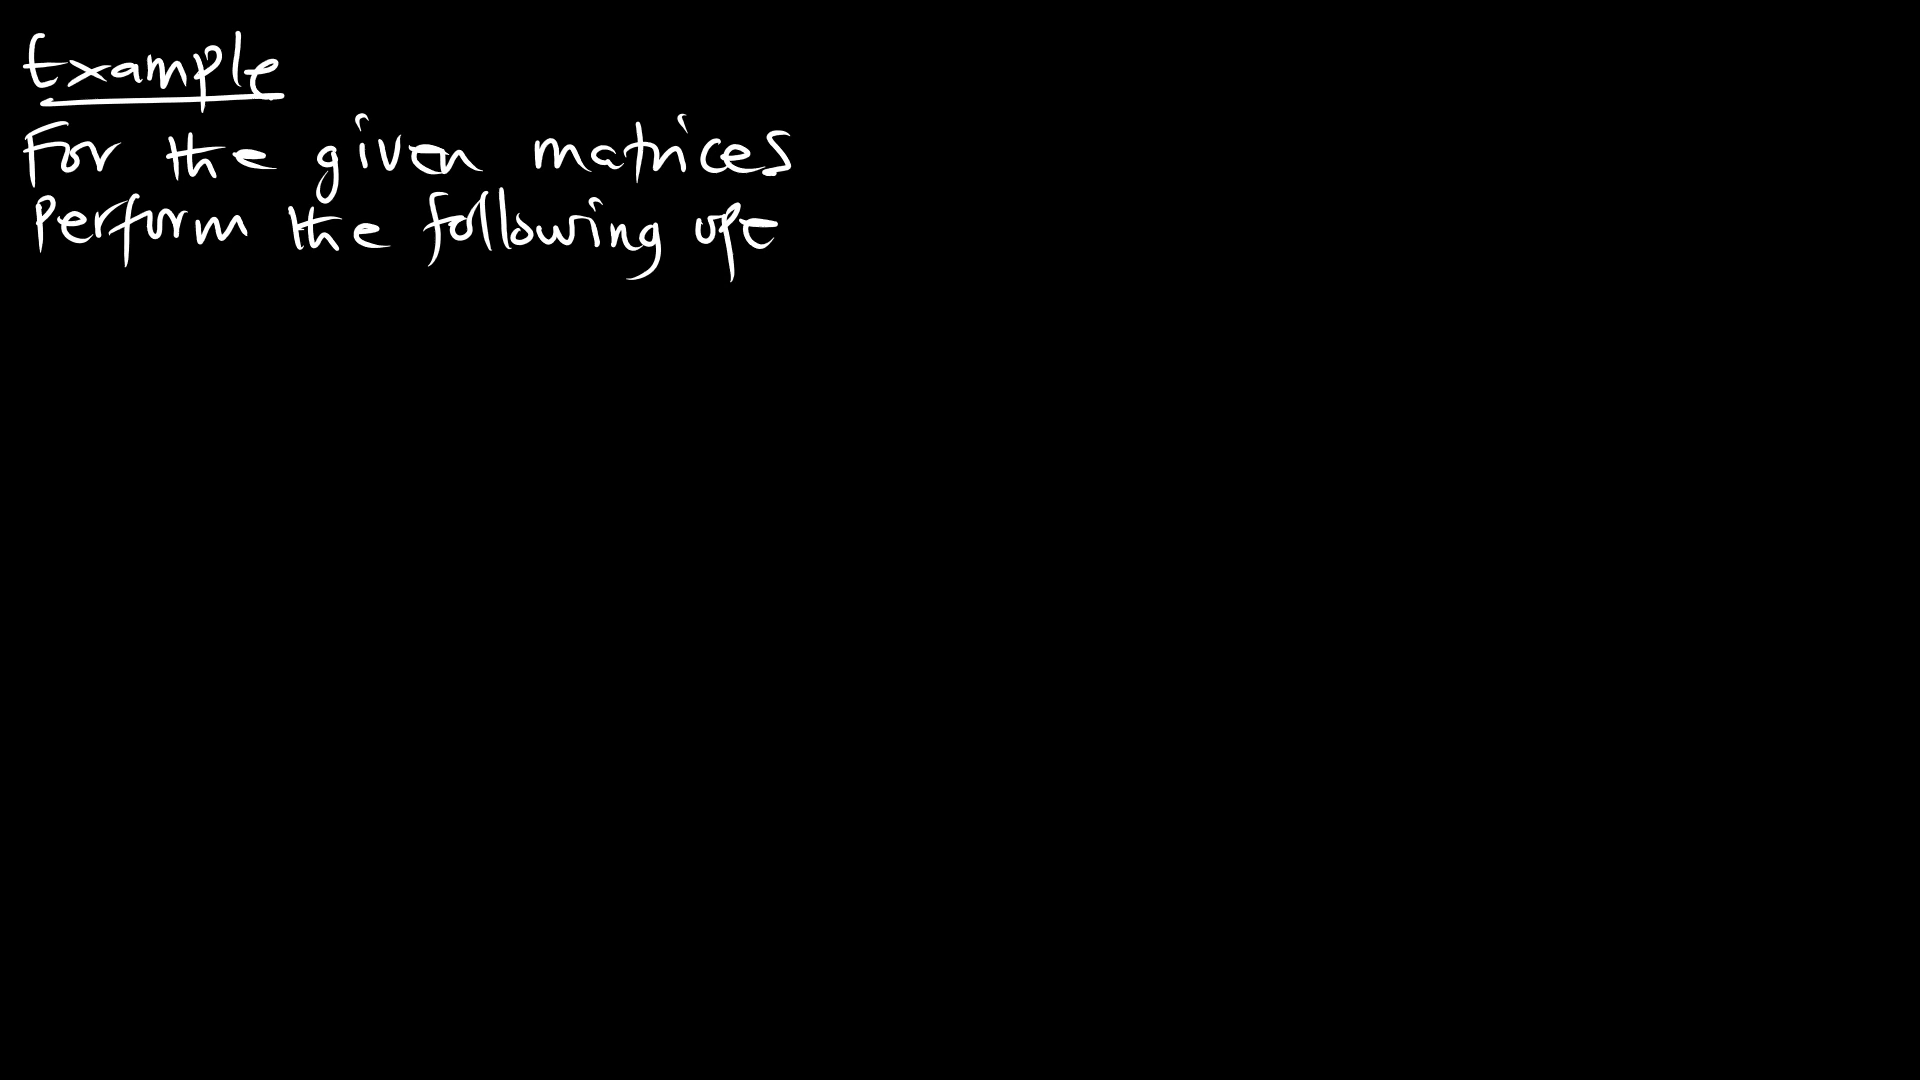 Example
For the given matrices
Perform the following ope